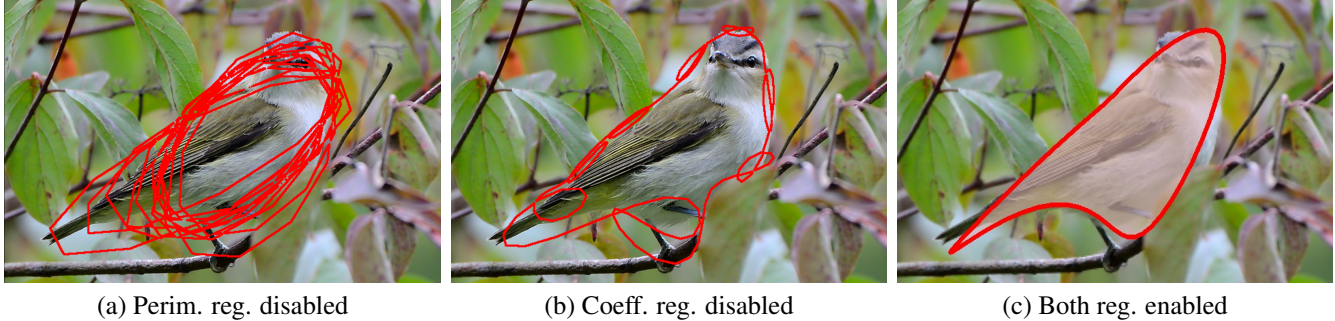 (a) Perim. reg. disabled
(b) Coeff. reg. disabled
(c) Both reg. enabled